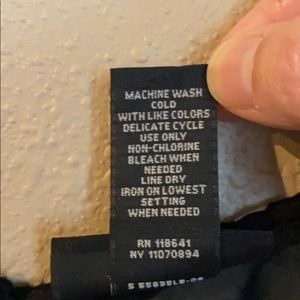 MACHINE WASH
COLD
WITH LIKE COLORS
DELICATE CYCLE
USE ONLY
NON-CHLORINE
BLEACH WHEN
NEEDED
LINE DRY
IRON ON LOWEST
SETTING
WHEN NEEDED
RN 118641
NY 11070894